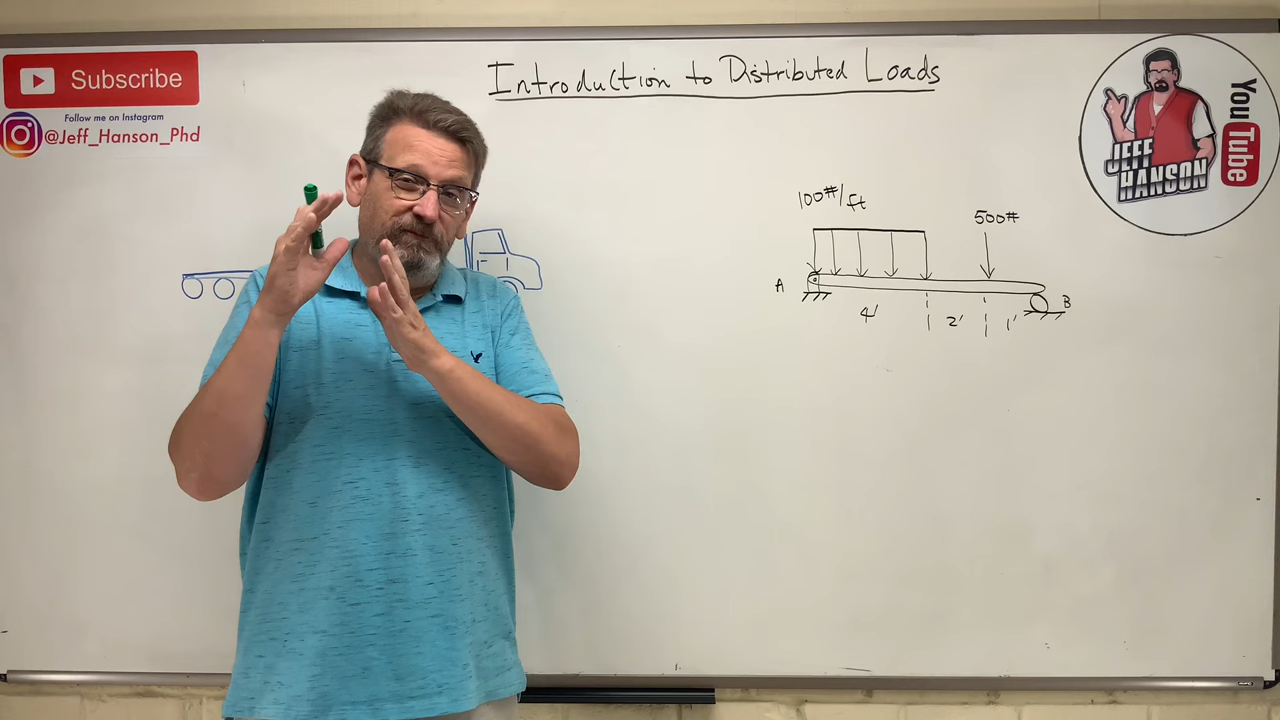 Subscribe
Follow me on Instagram
@Jeff_Hanson_Phd
Introduction to Distributed Loads
JEFF
HANSON
YouTube
100#/ft
500#
A
B
4'
2'
1'